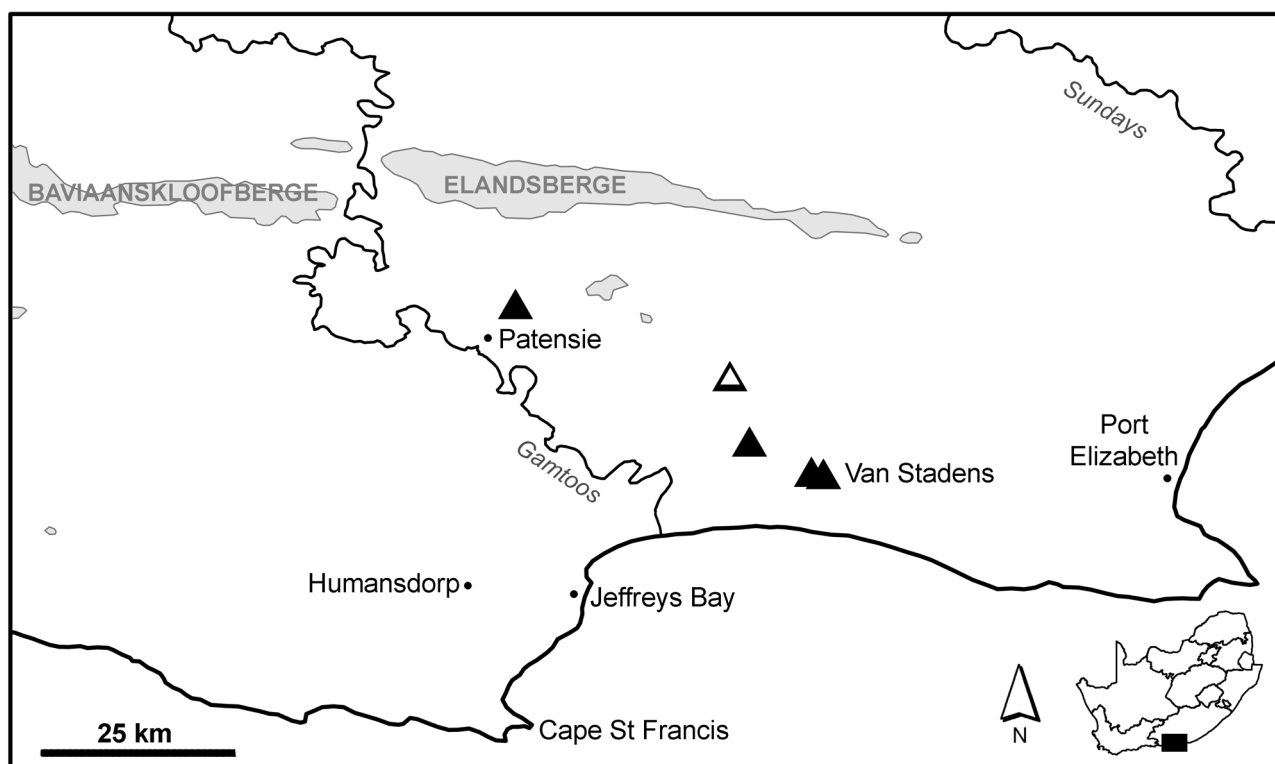 Sundays
BAVIAANSKLOOFBERGE
ELANDSBERGE
Patensie
Port
Elizabeth
Gamtoos
Van Stadens
Humansdorp
Jeffreys Bay
Cape St Francis
25 km
N